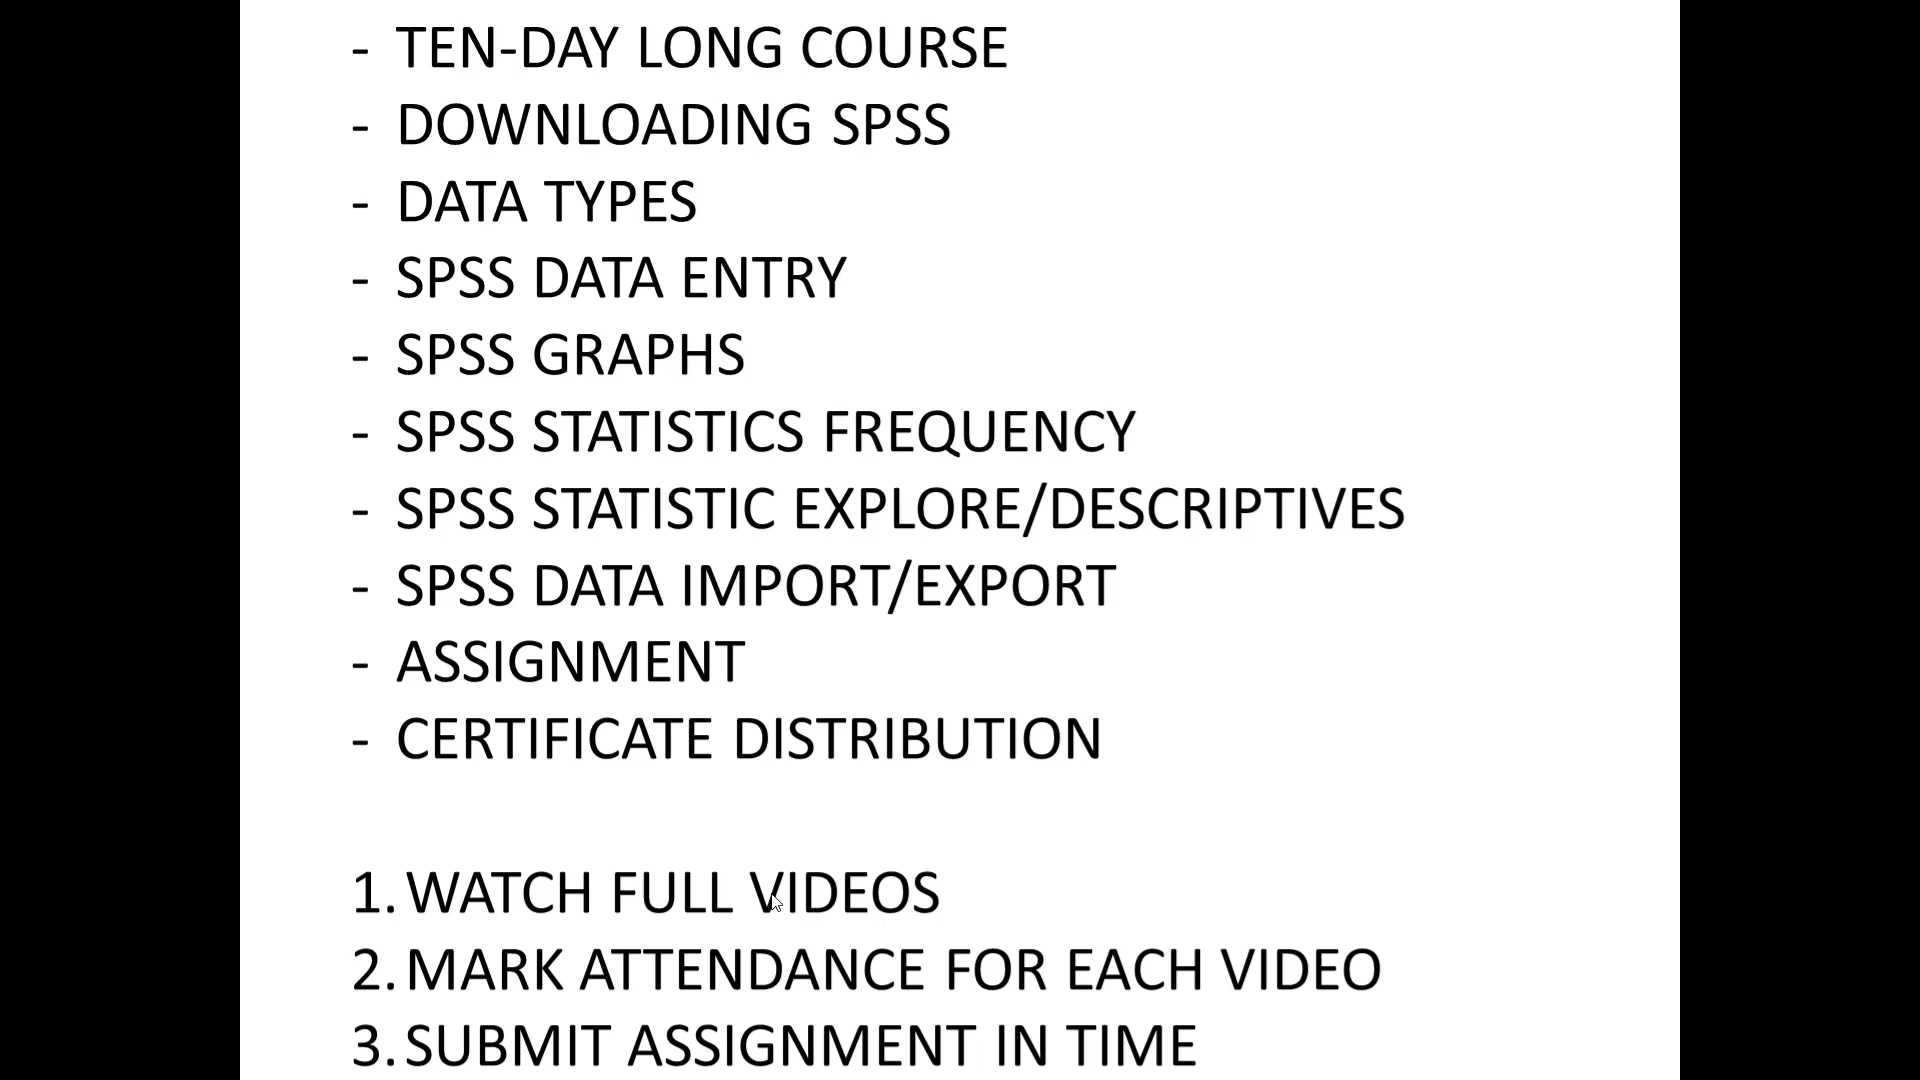 - TEN-DAY LONG COURSE
- DOWNLOADING SPSS
- DATA TYPES
- SPSS DATA ENTRY
- SPSS GRAPHS
- SPSS STATISTICS FREQUENCY
- SPSS STATISTIC EXPLORE/DESCRIPTIVES
- SPSS DATA IMPORT/EXPORT
- ASSIGNMENT
- CERTIFICATE DISTRIBUTION
1. WATCH FULL VIDEOS
2. MARK ATTENDANCE FOR EACH VIDEO
3. SUBMIT ASSIGNMENT IN TIME